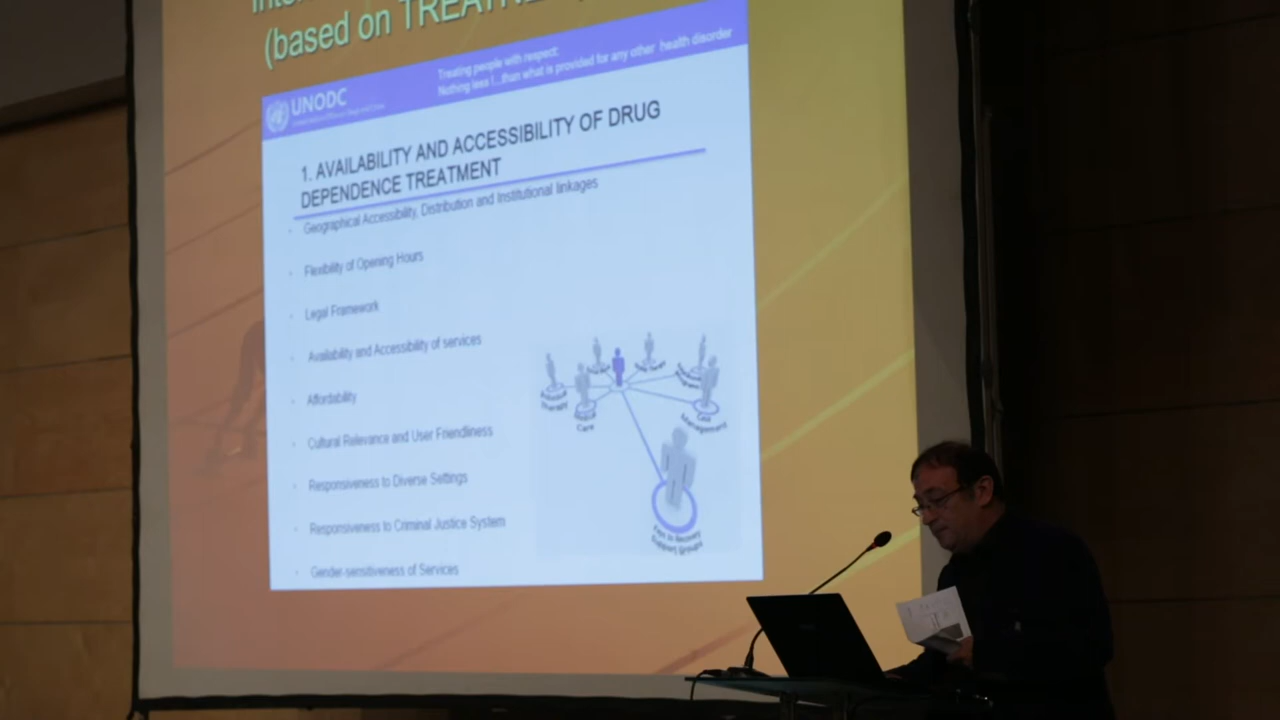 (based on
Treating people with respect:
Nothing less !...than what is provided for any other health disorder
UNODC
1. AVAILABILITY AND ACCESSIBILITY OF DRUG
DEPENDENCE TREATMENT
Geographical Accessibility, Distribution and Institutional linkages
Flexibility of Opening Hours
Legal Framework
Availability and Accessibility of services
Affordability
Cultural Relevance and User Friendliness
Responsiveness to Diverse Settings
Responsiveness to Criminal Justice System
Gender-sensitiveness of Services
Therapy
Care
Management
Support Groups